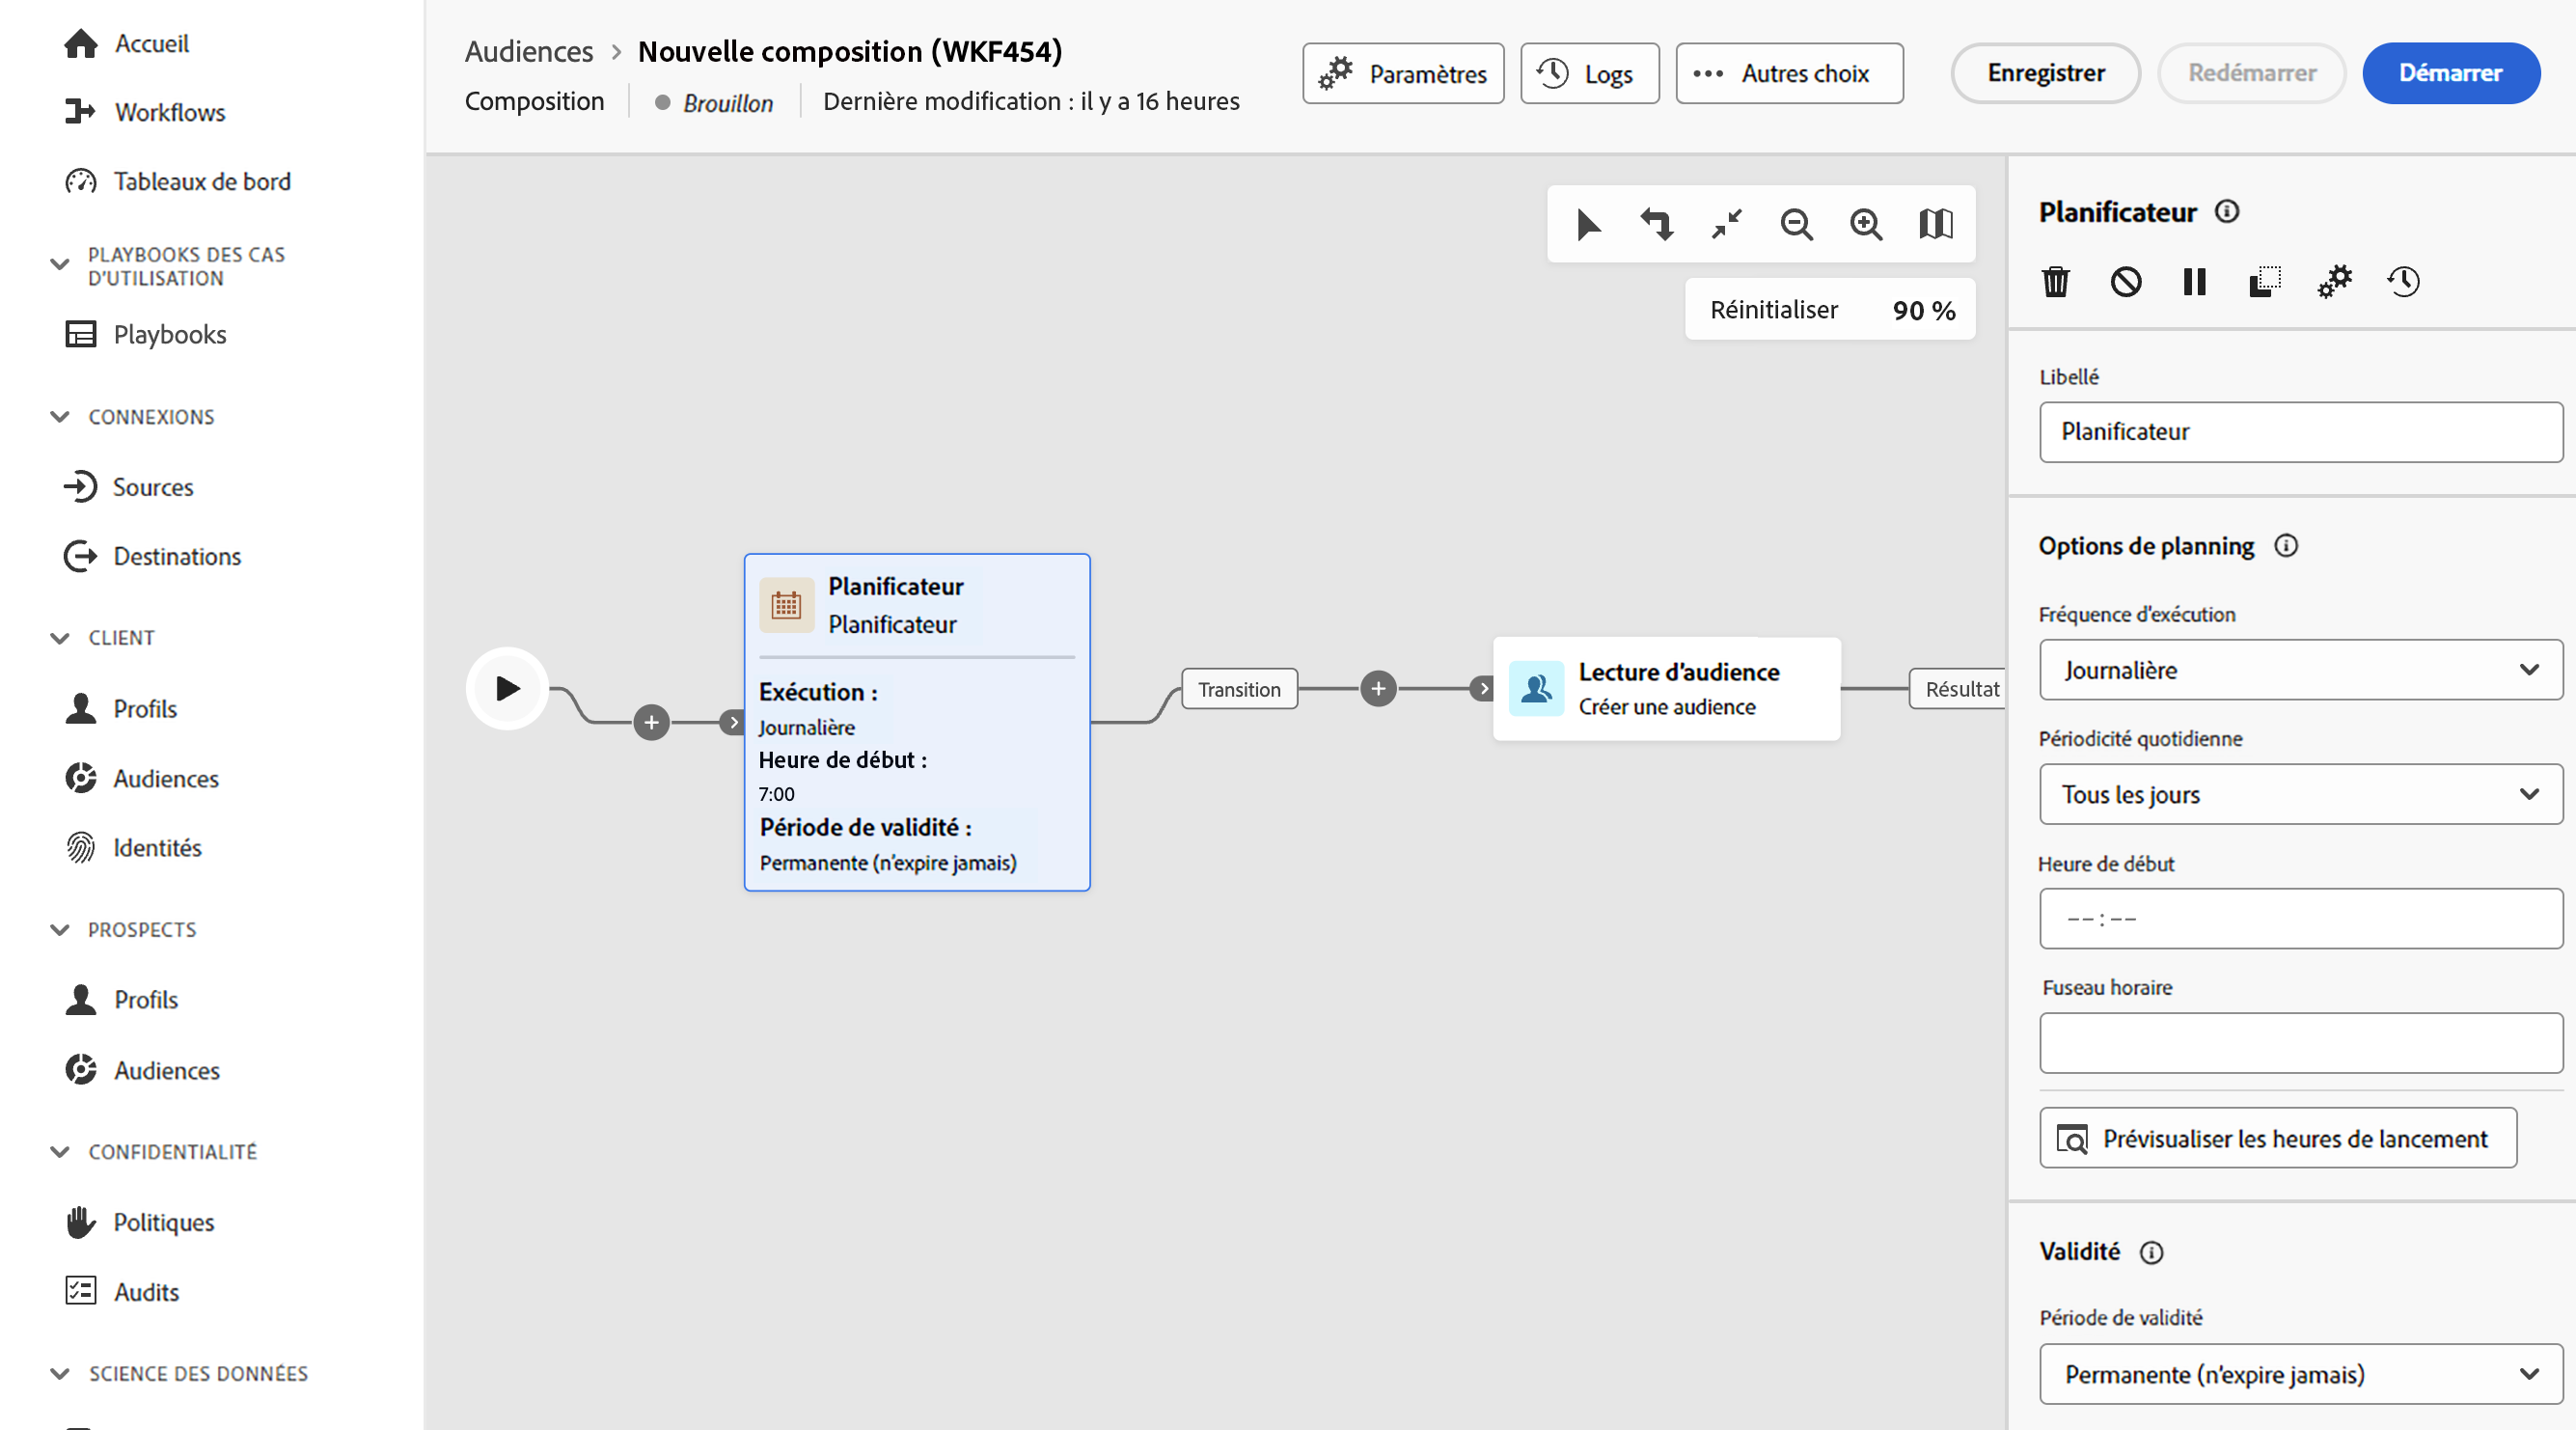 Accueil
Workflows
Tableaux de bord
PLAYBOOKS DES CAS
D'UTILISATION
Playbooks
CONNEXIONS
Sources
Destinations
CLIENT
Profils
Audiences
Identités
PROSPECTS
Profils
Audiences
CONFIDENTIALITÉ
Politiques
Audits
SCIENCE DES DONNÉES
Audiences > Nouvelle composition (WKF454)
Composition Brouillon Dernière modification : il y a 16 heures
Paramètres
Logs
Autres choix
Enregistrer
Redémarrer
Démarrer
Réinitialiser 90 %
Planificateur
Planificateur
Exécution :
Journalière
Heure de début :
7:00
Période de validité :
Permanente (n'expire jamais)
Transition
Lecture d'audience
Créer une audience
Résultat
Planificateur
Libellé
Planificateur
Options de planning
Fréquence d'exécution
Journalière
Périodicité quotidienne
Tous les jours
Heure de début
--:--
Fuseau horaire
Prévisualiser les heures de lancement
Validité
Période de validité
Permanente (n'expire jamais)